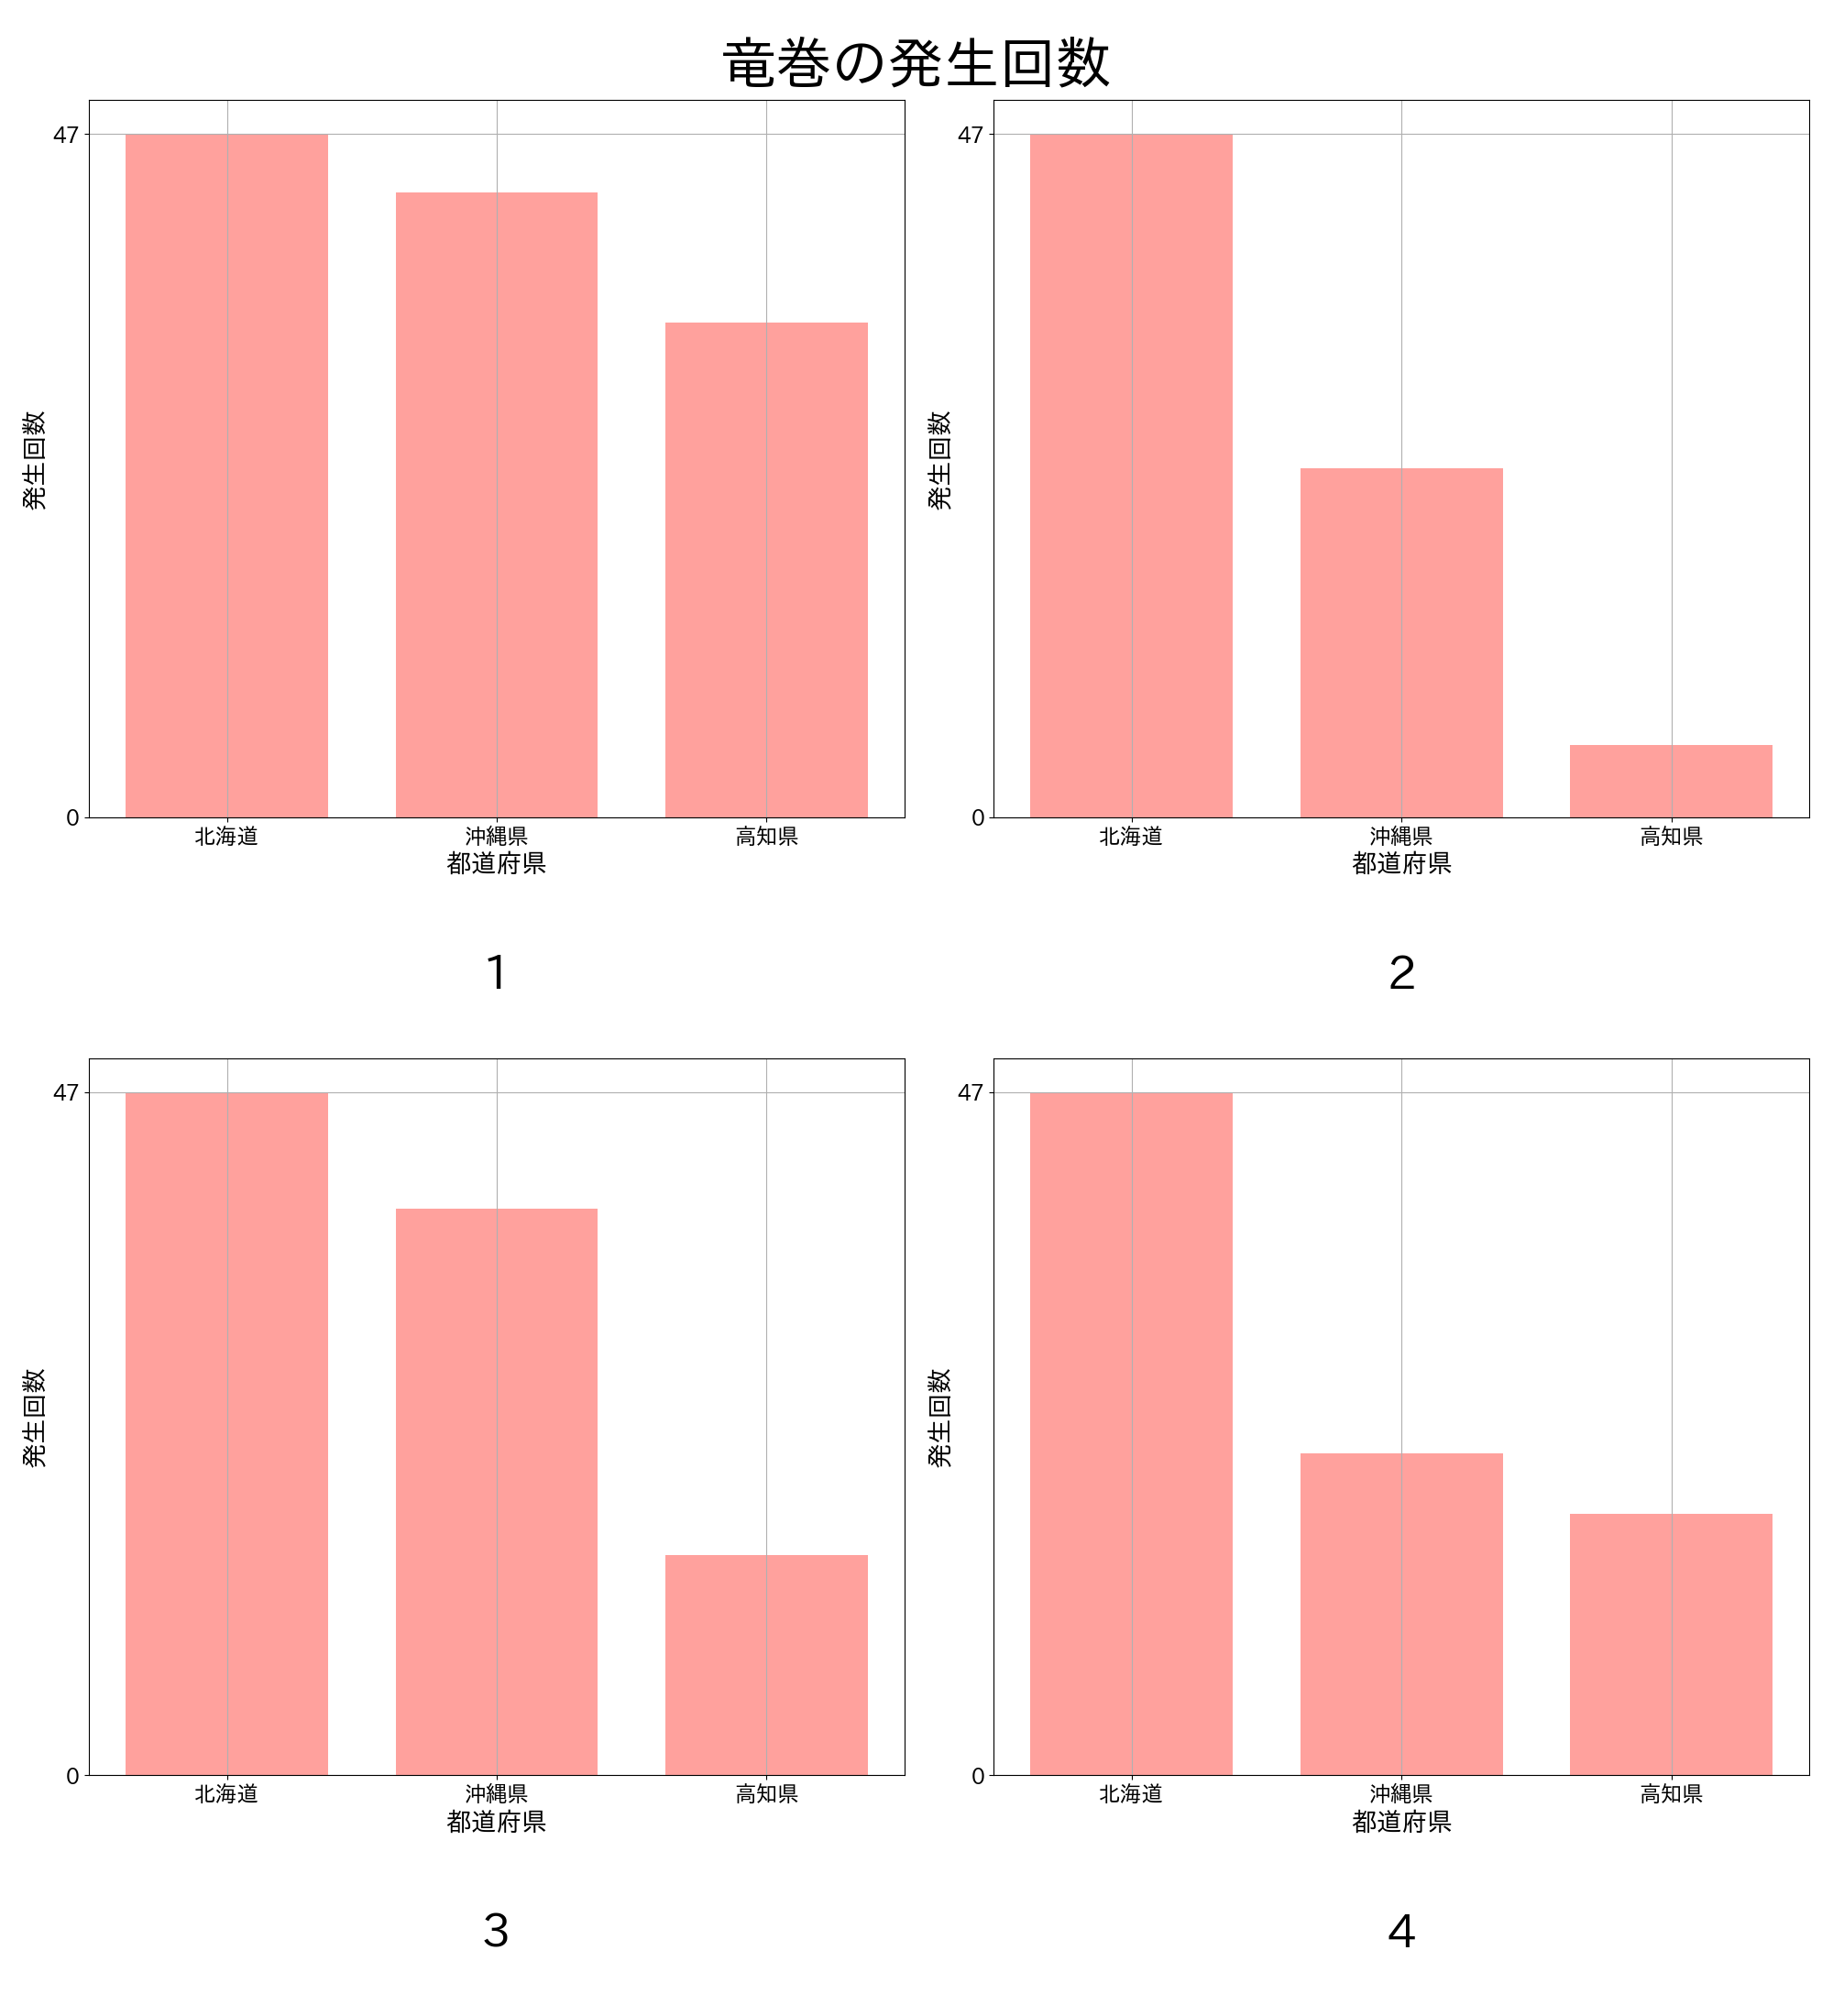 竜巻の発生回数
47
発生回数
0
北海道 沖縄県 高知県
都道府県
1
47
発生回数
0
北海道 沖縄県 高知県
都道府県
2
47
発生回数
0
北海道 沖縄県 高知県
都道府県
3
47
発生回数
0
北海道 沖縄県 高知県
都道府県
4